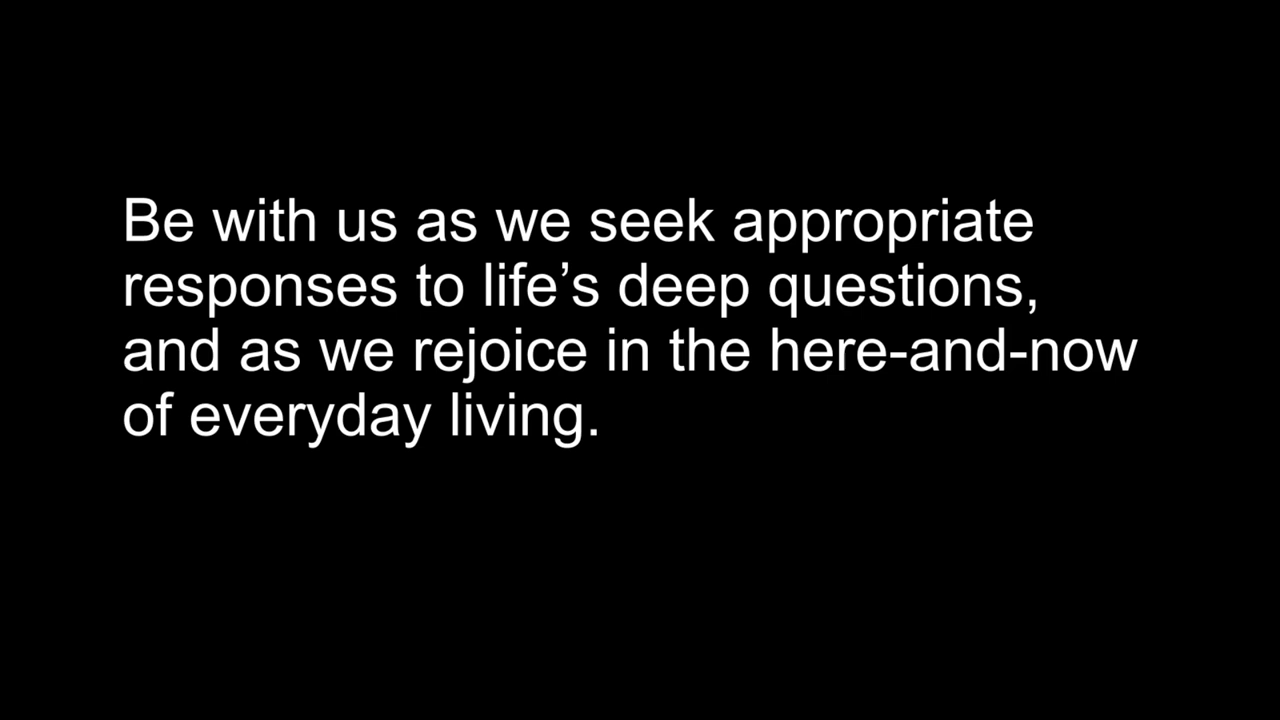 Be with us as we seek appropriate
responses to life’s deep questions,
and as we rejoice in the here-and-now
of everyday living.